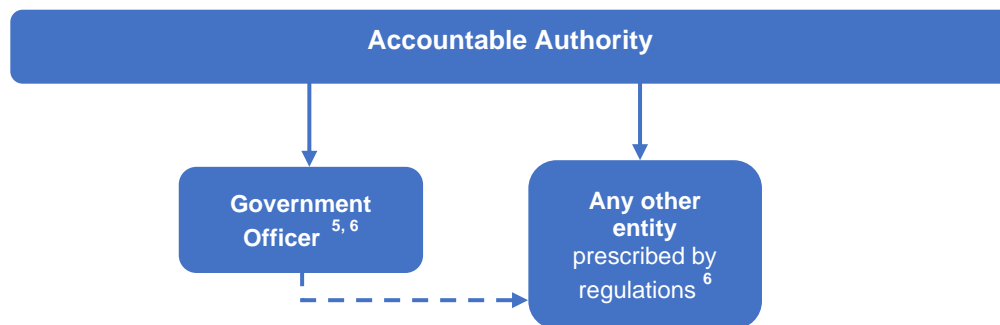 Accountable Authority
Government
Officer 5, 6
Any other
entity
prescribed by
regulations 6